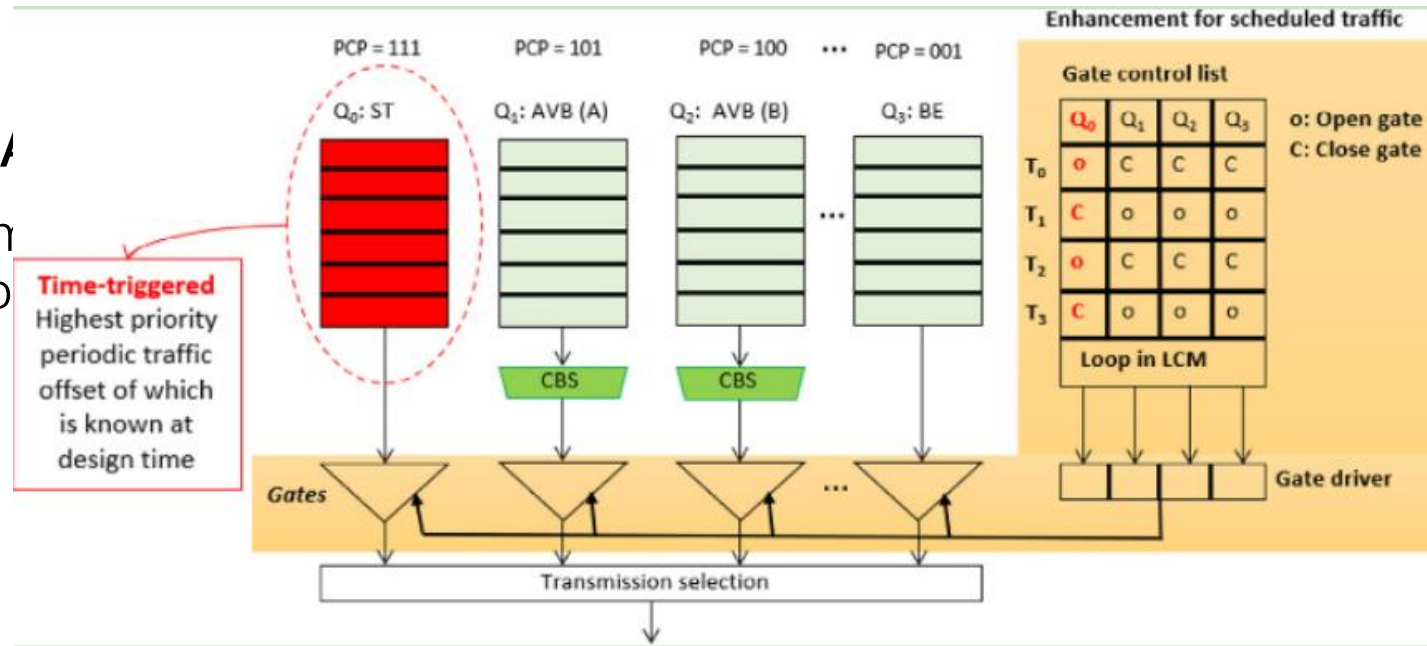 Enhancement for scheduled traffic
PCP = 111
PCP = 101
PCP = 100
...
PCP = 001
Q0: ST
Q1: AVB (A)
Q2: AVB (B)
Q3: BE
...
Time-triggered
Highest priority
periodic traffic
offset of which
is known at
design time
CBS
CBS
Gate control list
Q0 Q1 Q2 Q3
T0 o C C C
T1 C o o o
T2 o C C C
T3 C o o o
Loop in LCM
o: Open gate
C: Close gate
Gates
...
Gate driver
Transmission selection